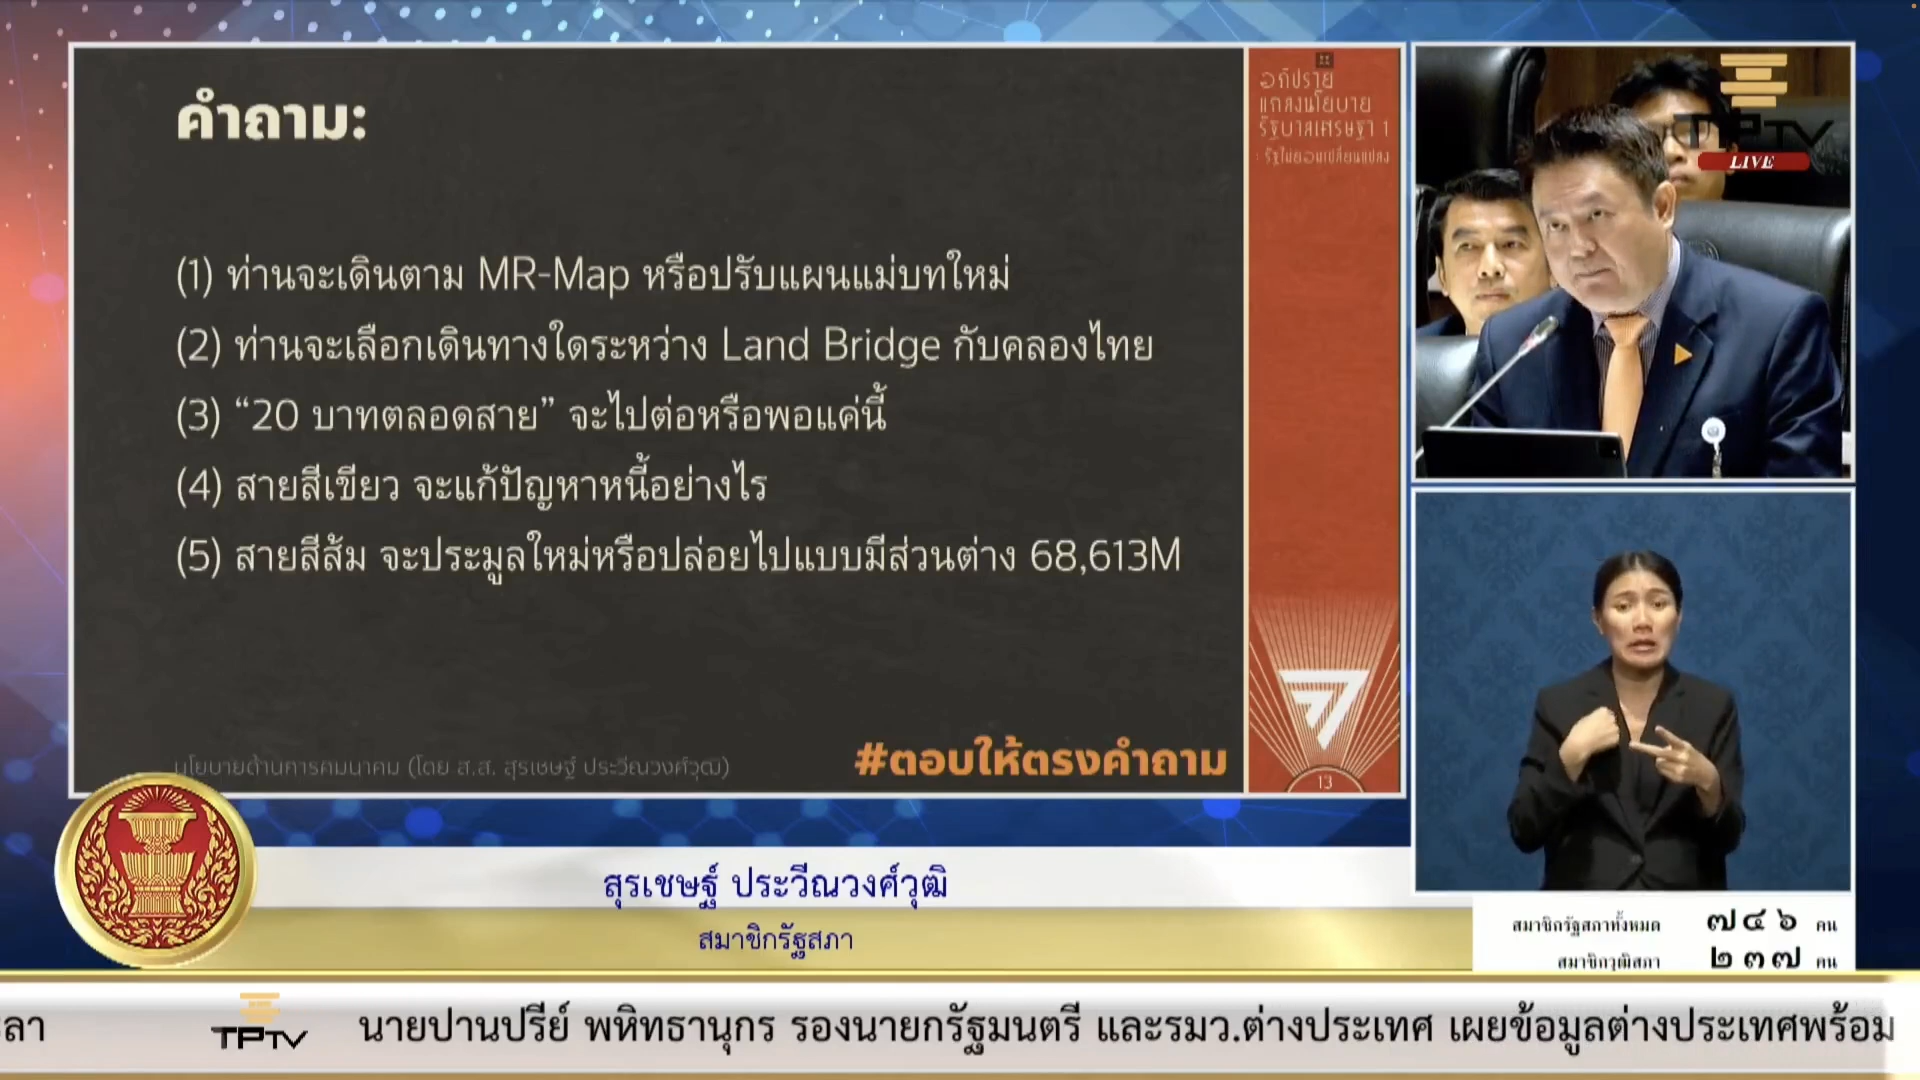 คำถาม:
(1) ท่านจะเดินตาม MR-Map หรือปรับแผนแม่บทใหม่
(2) ท่านจะเลือกเดินทางใดระหว่าง Land Bridge กับคลองไทย
(3) “20 บาทตลอดสาย” จะไปต่อหรือพอแค่นี้
(4) สายสีเขียว จะแก้ปัญหาหนี้อย่างไร
(5) สายสีส้ม จะประมูลใหม่หรือปล่อยไปแบบมีส่วนต่าง 68,613M
นโยบายด้านการคมนาคม (โดย ส.ส. สุรเชษฐ์ ประวีณวงศ์วุฒิ)
#ตอบให้ตรงคำถาม
อภิปราย
แถลงนโยบาย
รัฐบาลเศรษฐา 1
: รัฐไม่ยอมเปลี่ยนแปลง
13
TPTV
LIVE
สุรเชษฐ์ ประวีณวงศ์วุฒิ
สมาชิกรัฐสภา
สมาชิกรัฐสภาทั้งหมด ๗๔๖ คน
สมาชิกวุฒิสภา ๒๓๗ คน
ลา TPTV นายปานปรีย์ พหิทธานุกร รองนายกรัฐมนตรี และรมว.ต่างประเทศ เผยข้อมูลต่างประเทศพร้อม